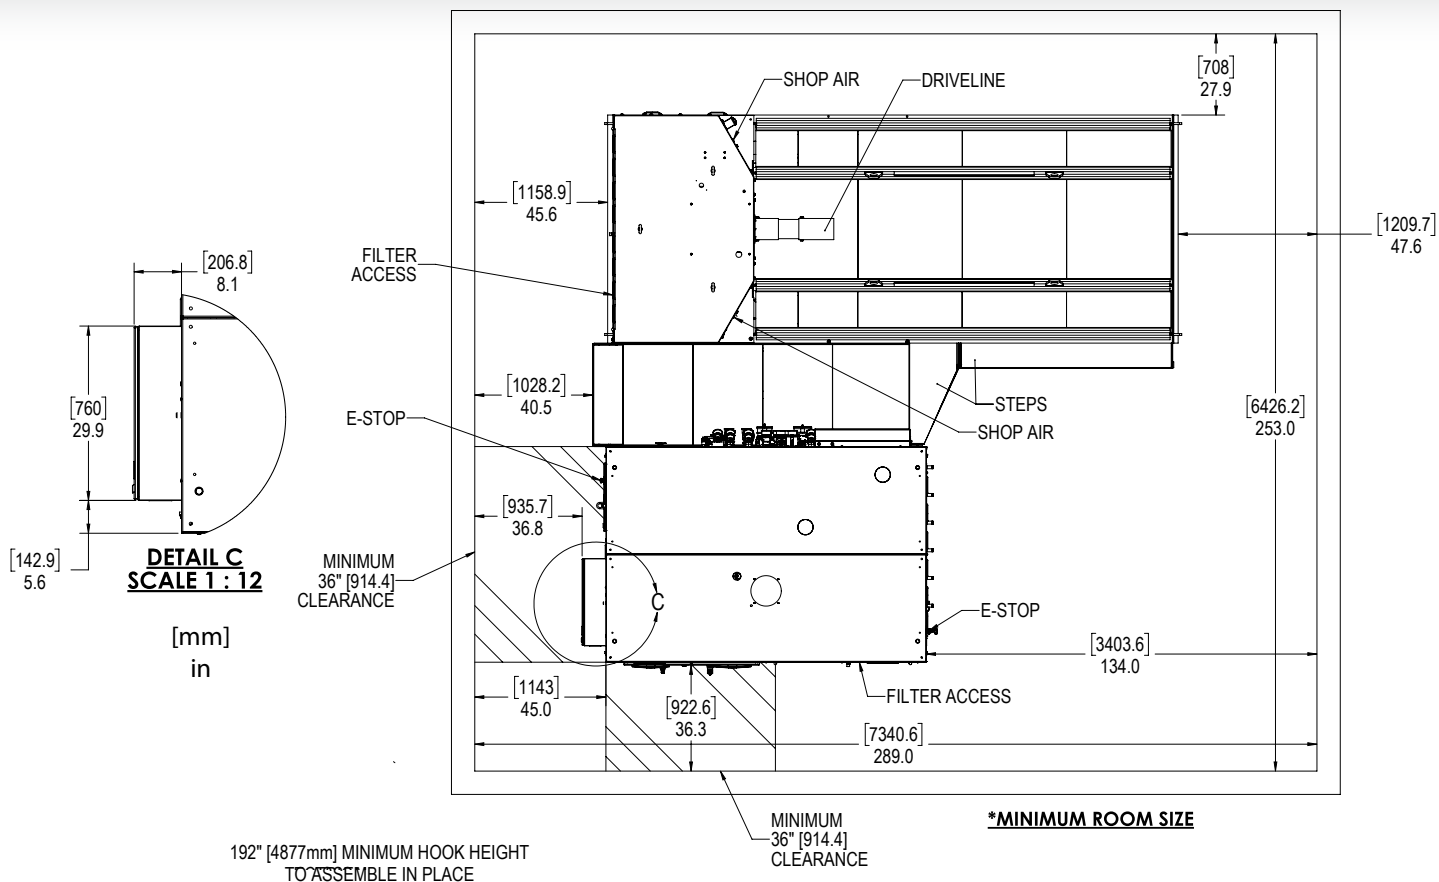 [708]
27.9
SHOP AIR
DRIVELINE
[1158.9]
45.6
[1209.7]
47.6
FILTER
ACCESS
[206.8]
8.1
[760]
29.9
[1028.2]
40.5
E-STOP
STEPS
SHOP AIR
[6426.2]
253.0
[935.7]
36.8
[142.9]
5.6
DETAIL C
SCALE 1 : 12
MINIMUM
36" [914.4]
CLEARANCE
C
E-STOP
[mm]
in
[3403.6]
134.0
[1143]
45.0
[922.6]
36.3
FILTER ACCESS
[7340.6]
289.0
*MINIMUM ROOM SIZE
MINIMUM
36" [914.4]
CLEARANCE
192" [4877mm] MINIMUM HOOK HEIGHT
TO ASSEMBLE IN PLACE